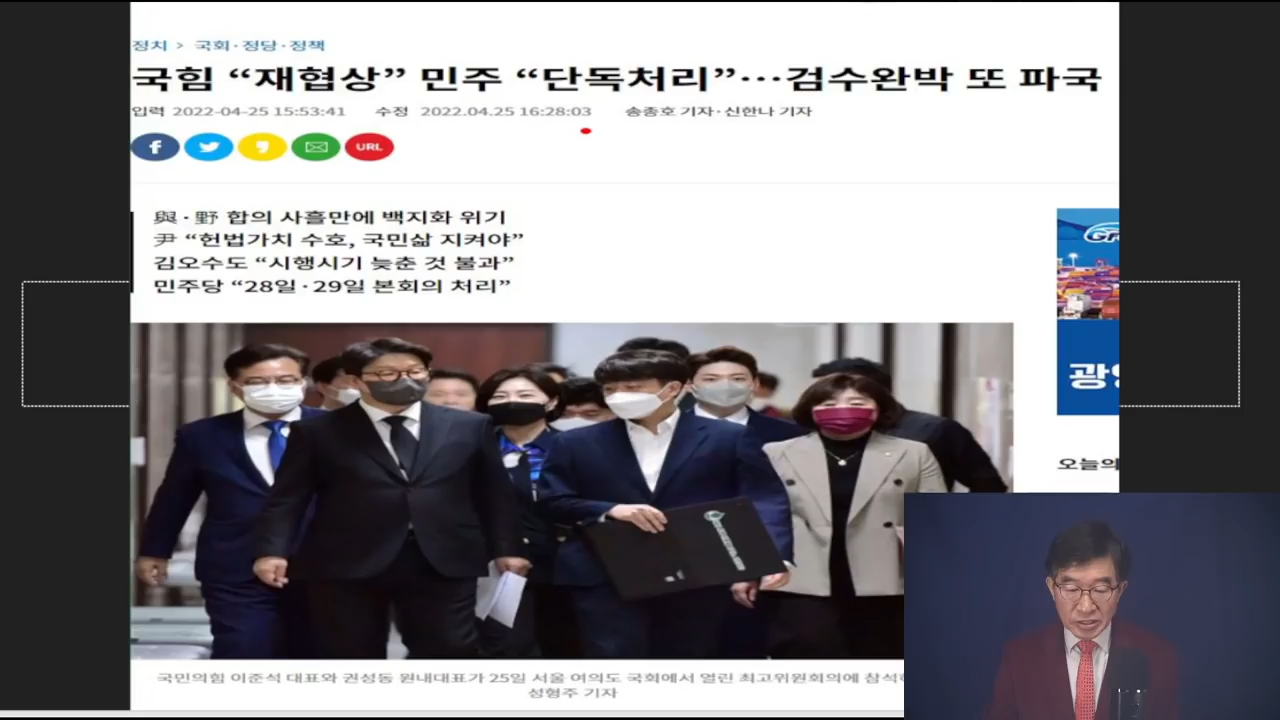 정치 > 국회·정당·정책
국힘 “재협상” 민주 “단독처리”…검수완박 또 파국
입력 2022-04-25 15:53:41 수정 2022.04.25 16:28:03 송종호 기자·신한나 기자
URL
與·野 합의 사흘만에 백지화 위기
尹 “헌법가치 수호, 국민삶 지켜야”
김오수도 “시행시기 늦춘 것 불과”
민주당 “28일·29일 본회의 처리”
오늘의
국민의힘 이준석 대표와 권성동 원내대표가 25일 서울 여의도 국회에서 열린 최고위원회의에
성형주 기자